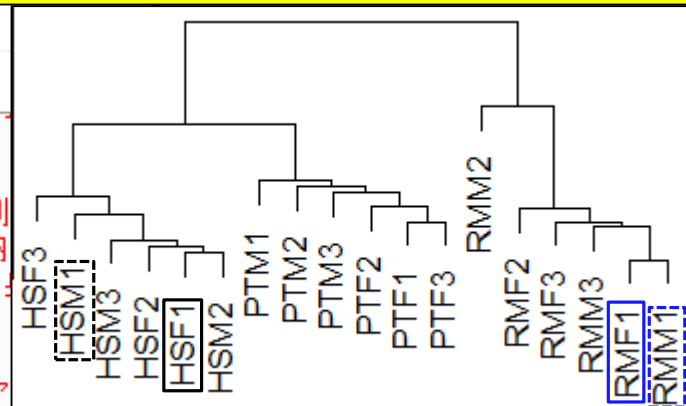 HSF3
HSM1
HSM3
HSF2
HSF1
HSM2
PTM1
PTM2
PTM3
PTF2
PTF1
PTF3
RMM2
RMF2
RMF3
RMM3
RMF1
RMM1